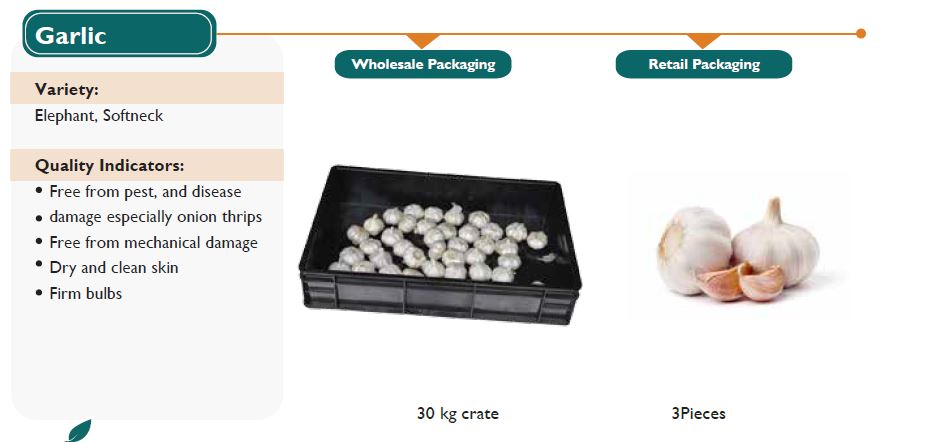 Garlic
Wholesale Packaging
Retail Packaging
Variety:
Elephant, Softneck
Quality Indicators:
• Free from pest, and disease
• damage especially onion thrips
• Free from mechanical damage
• Dry and clean skin
• Firm bulbs
30 kg crate
3Pieces